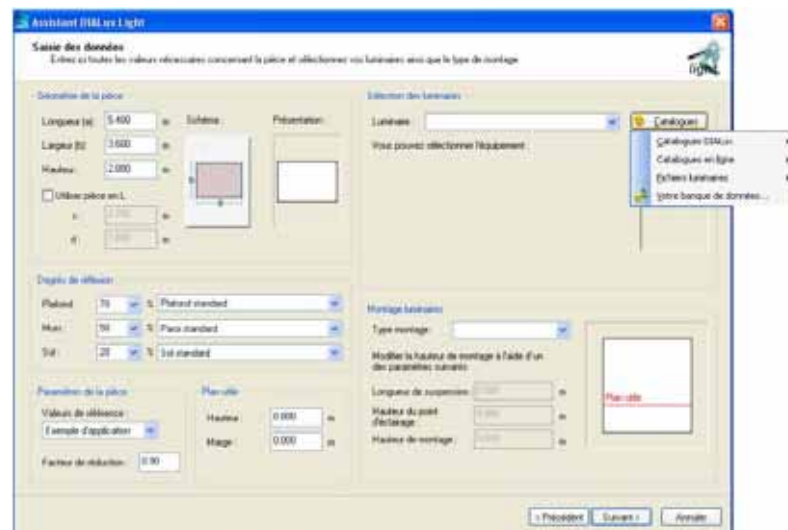 Assistant DIALux Light
Saisie des données
Entrez ici toutes les valeurs nécessaires concernant la pièce et sélectionnez vos luminaires ainsi que le type de montage
light
Géométrie de la pièce
Longueur (a): 5.400 m
Largeur (b): 3.600 m
Hauteur: 2.800 m
Utiliser pièce en L
c m
d m
Schéma :
Présentation :
Sélection des luminaires
Luminaire :
Catalogues
Vous pouvez sélectionner l'équipement :
Catalogues DIALux
Catalogues en ligne
Fichiers luminaires
Votre banque de données...
Degrés de réflexion
Plafond : 70 % Plafond standard
Murs : 50 % Parois standard
Sol : 20 % Sol standard
Paramètres de la pièce
Valeurs de référence :
Exemple d'application
Facteur de réduction : 0.90
Plan utile
Hauteur : 0.000 m
Marge : 0.000 m
Montage luminaires
Type montage :
Modifier la hauteur de montage à l'aide d'un
des paramètres suivants
Longueur de suspension : m
Hauteur du point
d'éclairage : m
Hauteur de montage : m
Plan utile
< Précédent Suivant > Annuler